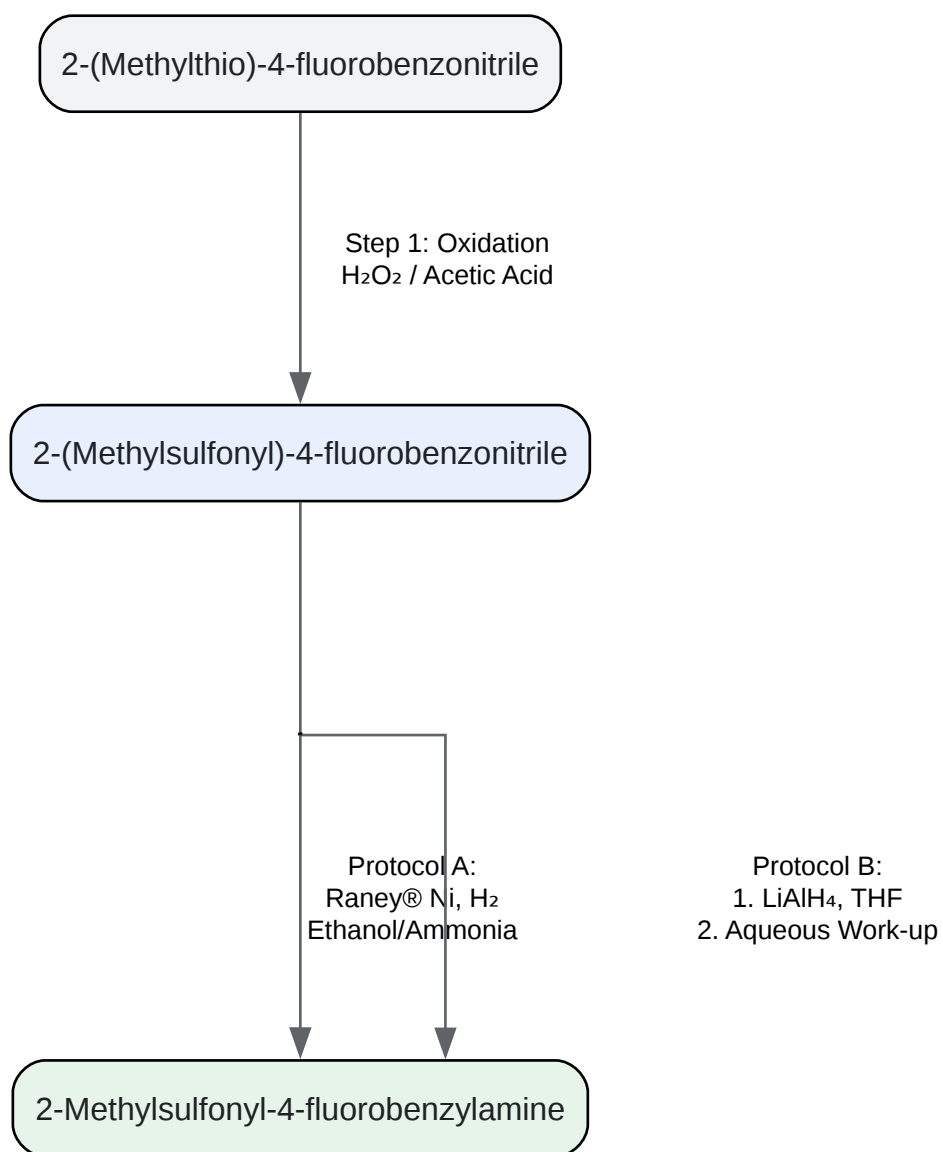 2-(Methylthio)-4-fluorobenzonitrile
Step 1: Oxidation
H₂O₂ / Acetic Acid
2-(Methylsulfonyl)-4-fluorobenzonitrile
Protocol A:
Raney® Ni, H₂
Ethanol/Ammonia
Protocol B:
1. LiAlH₄, THF
2. Aqueous Work-up
2-Methylsulfonyl-4-fluorobenzylamine